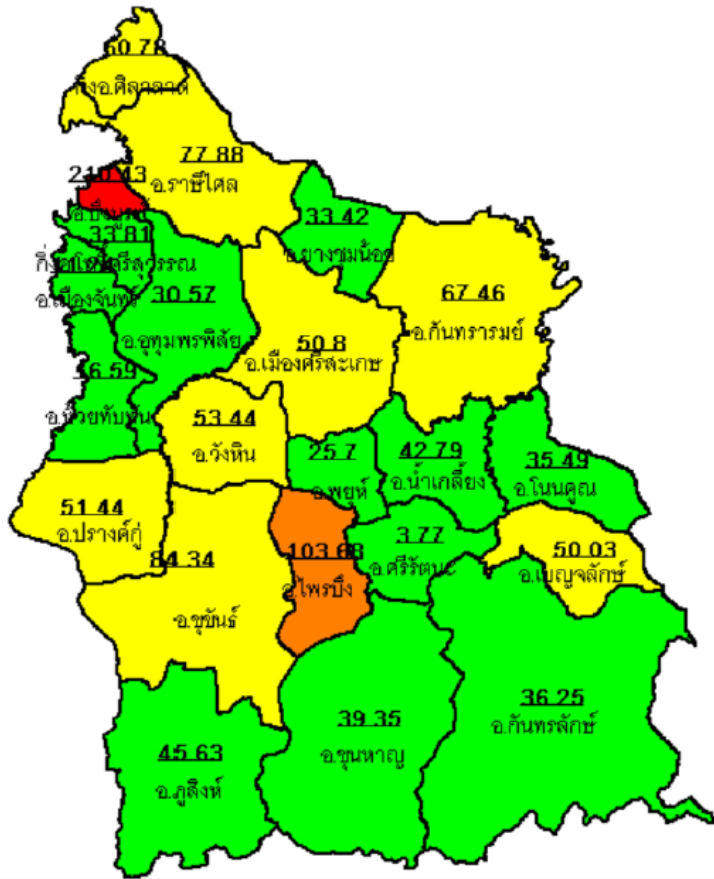 60.78
กิ่งอ.ศิลาลาด
77.88
อ.ราษีไศล
210.43
อ.บึงบูรพ์
33.42
อ.ยางชุมน้อย
33.81
กิ่งอ.โพธิ์ศรีสุวรรณ
67.46
อ.กันทรารมย์
อ.เมืองจันทร์
30.57
อ.อุทุมพรพิสัย
50.8
อ.เมืองศรีสะเกษ
อ.ห้วยทับทัน
53.44
อ.วังหิน
25.7
อ.พยุห์
42.79
อ.น้ำเกลี้ยง
35.49
อ.โนนคูณ
51.44
อ.ปรางค์กู่
84.34
อ.ขุขันธ์
103.68
อ.ไพรบึง
3.77
อ.ศรีรัตนะ
50.03
อ.เบญจลักษ์
36.25
อ.กันทรลักษ์
39.35
อ.ขุนหาญ
45.63
อ.ภูสิงห์